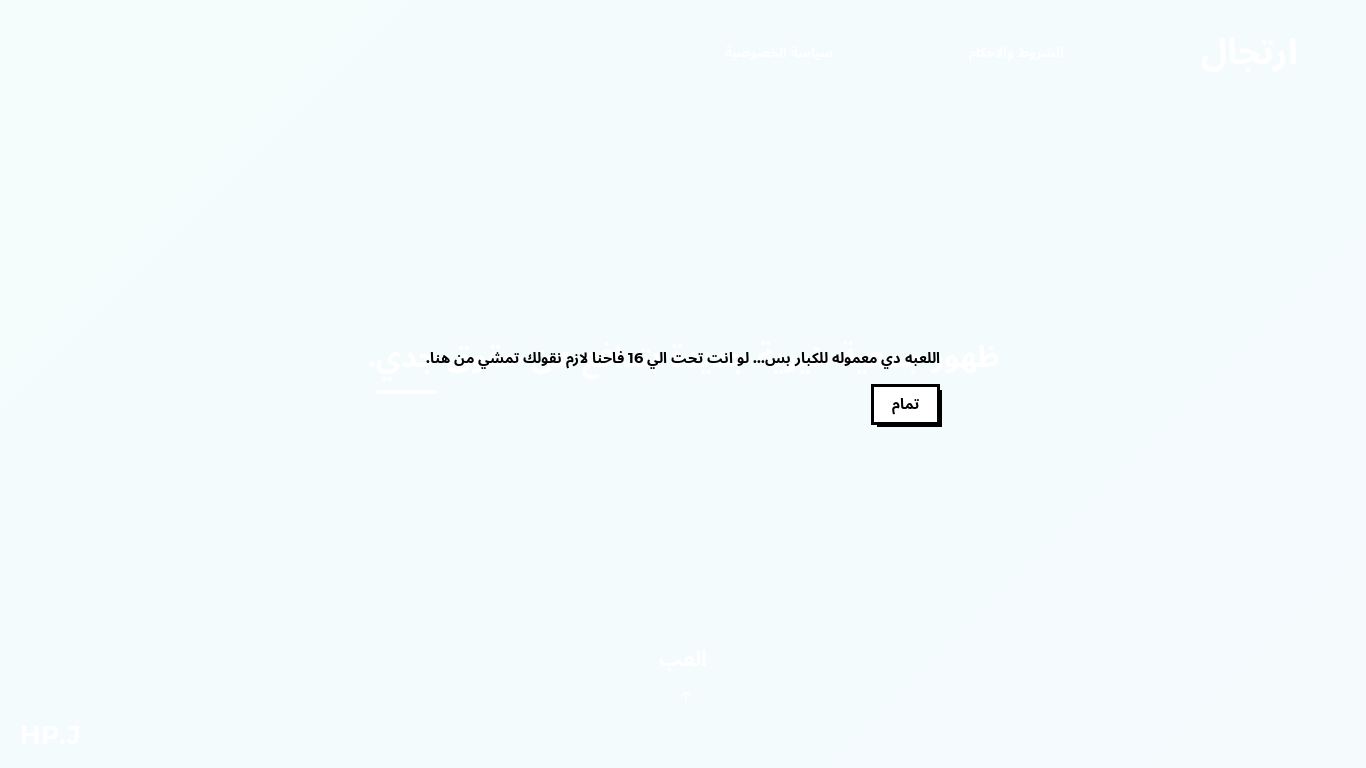 ارتجال
الشروط والاحكام
سياسة الخصوصية
اللعبه دي معموله للكبار بس... لو انت تحت الي 16 فاحنا لازم نقولك تمشي من هنا.
تمام
العب
HP.J